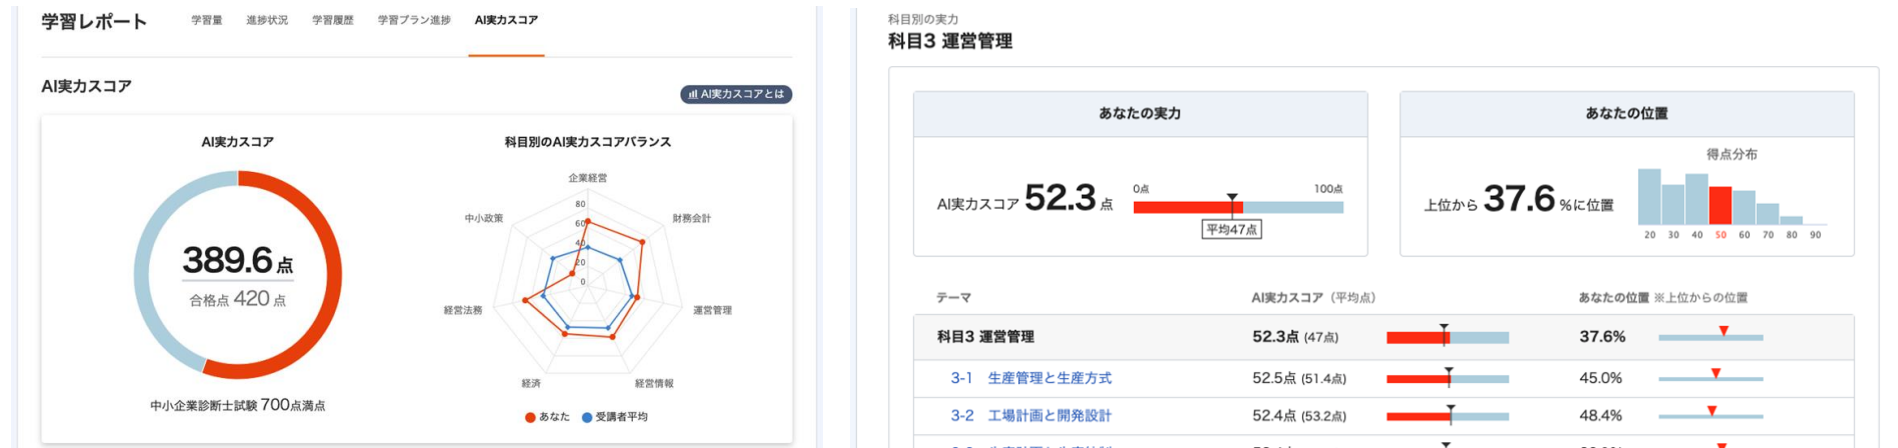 学習レポート 学習量 進捗状況 学習履歴 学習プラン進捗 AI実力スコア
AI実力スコア
AI実力スコアとは
AI実力スコア
389.6 点
合格点 420 点
中小企業診断士試験 700点満点
科目別のAI実力スコアバランス
企業経営
財務会計
運営管理
経営情報
経済
経営法務
中小政策
80
60
40
20
0
あなた 受講者平均
科目別の実力
科目3 運営管理
あなたの実力
AI実力スコア 52.3 点
0点 100点
平均47点
あなたの位置
上位から 37.6 %に位置
得点分布
20 30 40 50 60 70 80 90
テーマ AI実力スコア（平均点） あなたの位置 ※上位からの位置
科目3 運営管理 52.3点 (47点) 37.6%
3-1 生産管理と生産方式 52.5点 (51.4点) 45.0%
3-2 工場計画と開発設計 52.4点 (53.2点) 48.4%